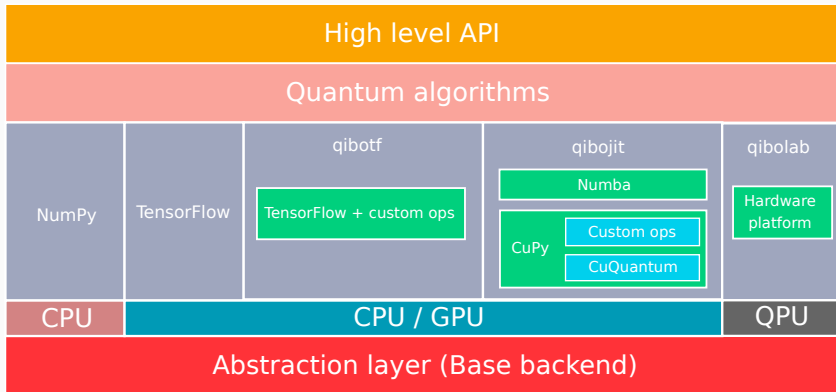 High level API
Quantum algorithms
NumPy
TensorFlow
qibotf
TensorFlow + custom ops
qibojit
Numba
CuPy
Custom ops
CuQuantum
qibolab
Hardware
platform
CPU
CPU / GPU
QPU
Abstraction layer (Base backend)